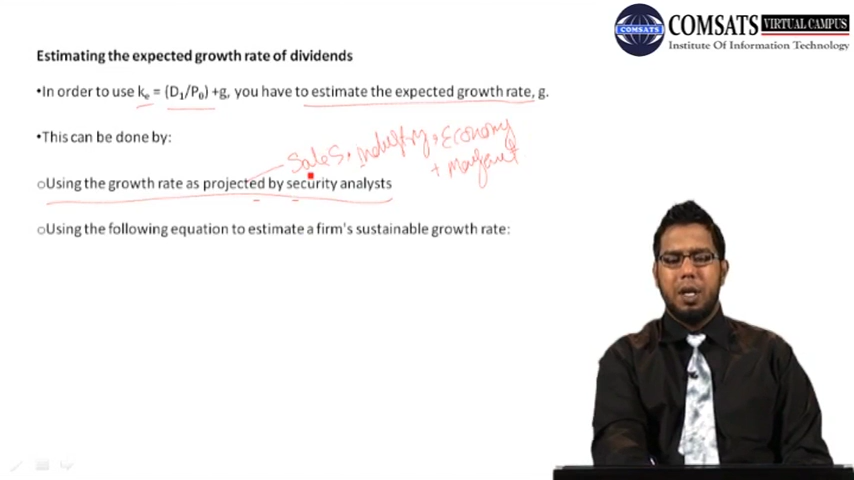 COMSATS VIRTUAL CAMPUS
Institute Of Information Technology
COMSATS
Estimating the expected growth rate of dividends
•In order to use kₑ = (D₁/P₀) +g, you have to estimate the expected growth rate, g.
•This can be done by:
Sales, Industry, Economy
+
oUsing the growth rate as projected by security analysts
oUsing the following equation to estimate a firm's sustainable growth rate: